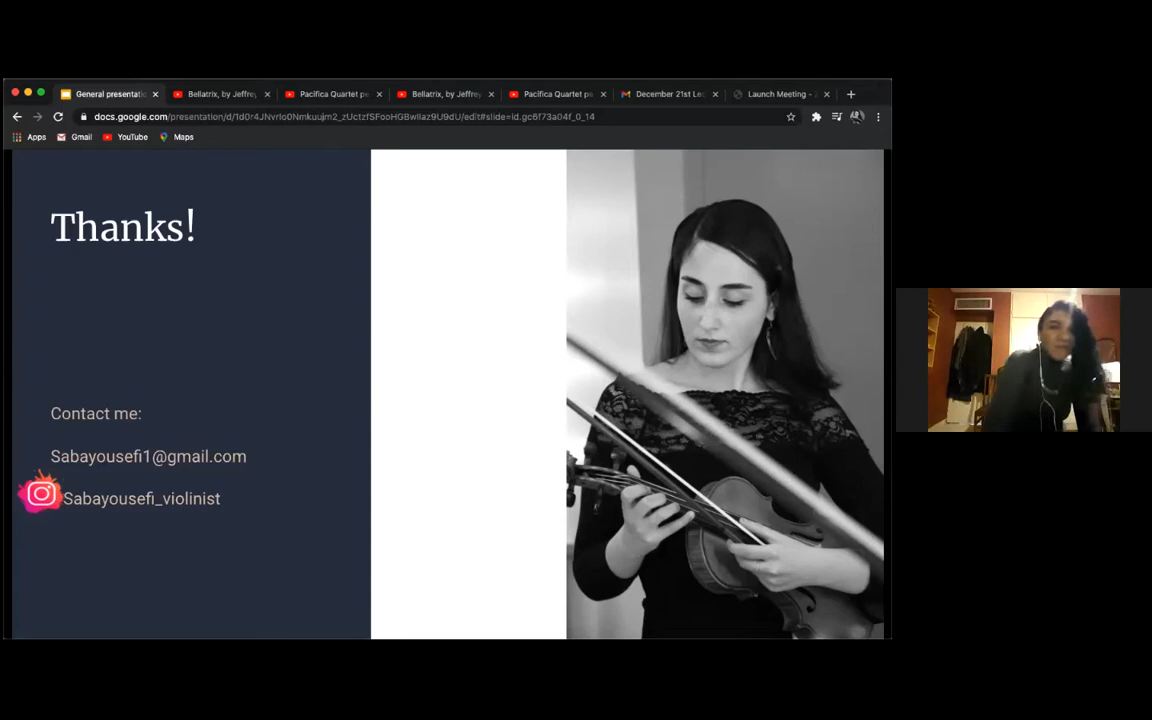 General presentatio
Bellatrix, by Jeffrey
Pacifica Quartet pe
Bellatrix, by Jeffrey
Pacifica Quartet pe
December 21st Lec
Launch Meeting - Z
Apps
Gmail
YouTube
Maps
Thanks!
Contact me:
Sabayousefi1@gmail.com
Sabayousefi_violinist